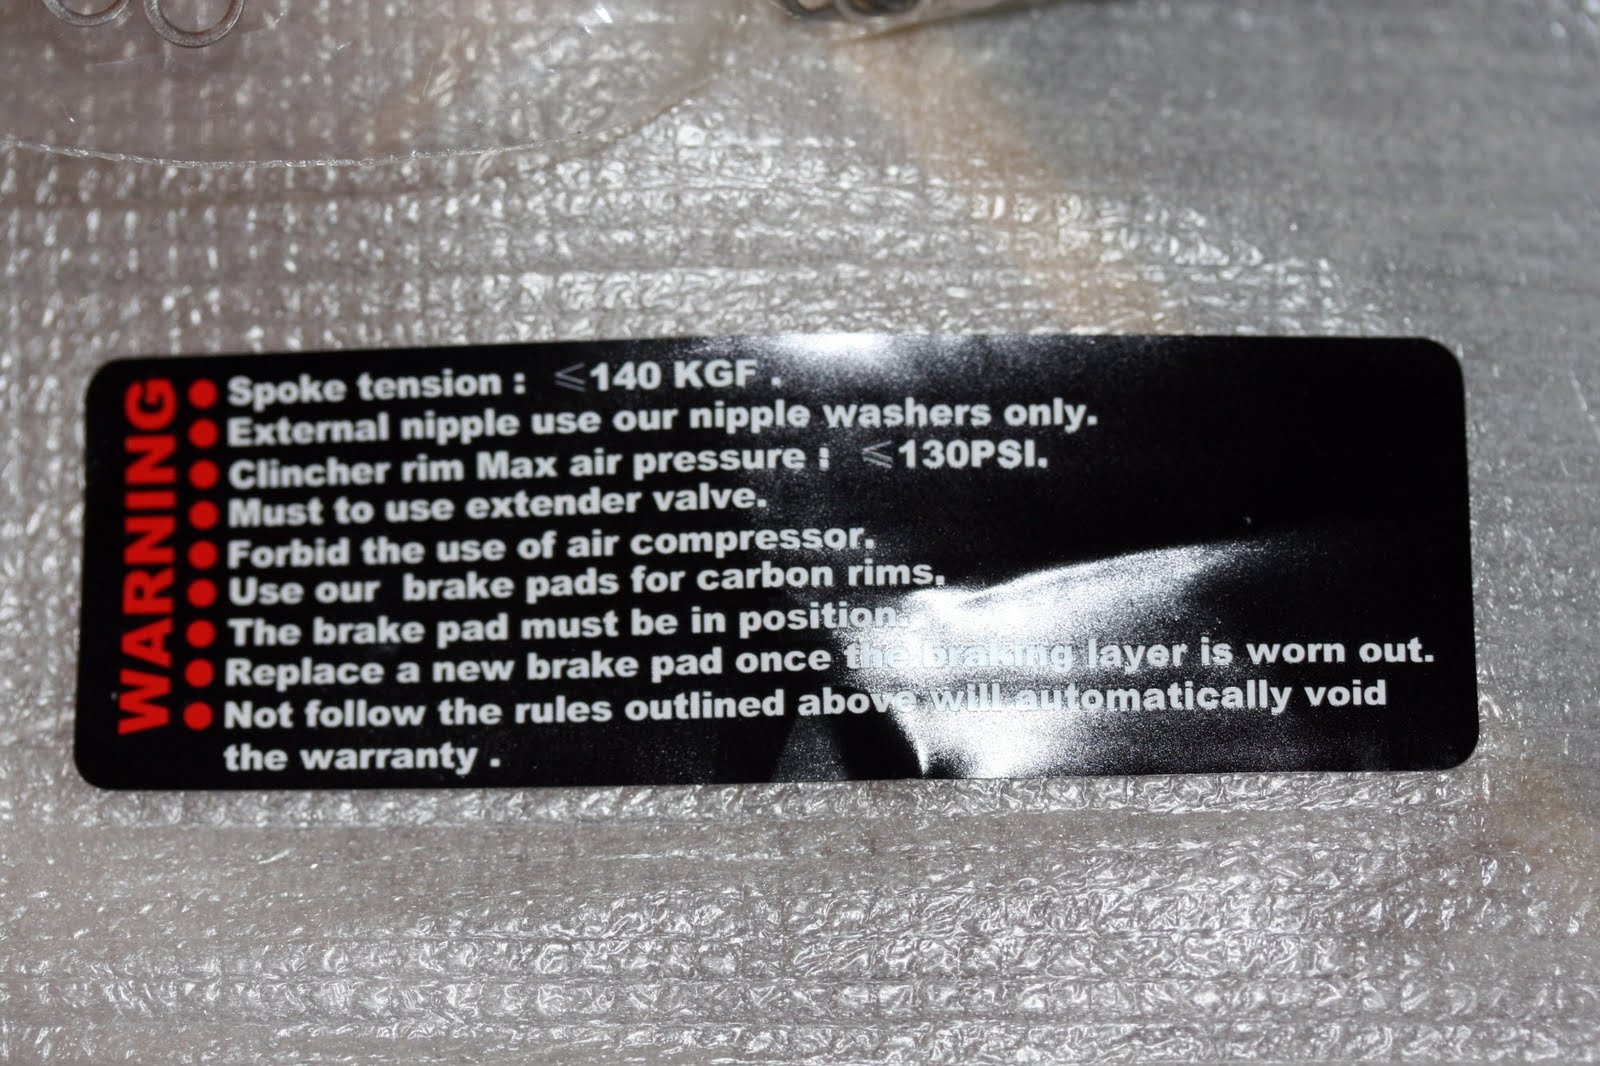 WARNING
● Spoke tension : ⩽140 KGF .
● External nipple use our nipple washers only.
● Clincher rim Max air pressure : ⩽130PSI.
● Must to use extender valve.
● Forbid the use of air compressor.
● Use our  brake pads for carbon rims.
● The brake pad must be in position.
● Replace a new brake pad once the braking layer is worn out.
● Not follow the rules outlined above will automatically void
the warranty .